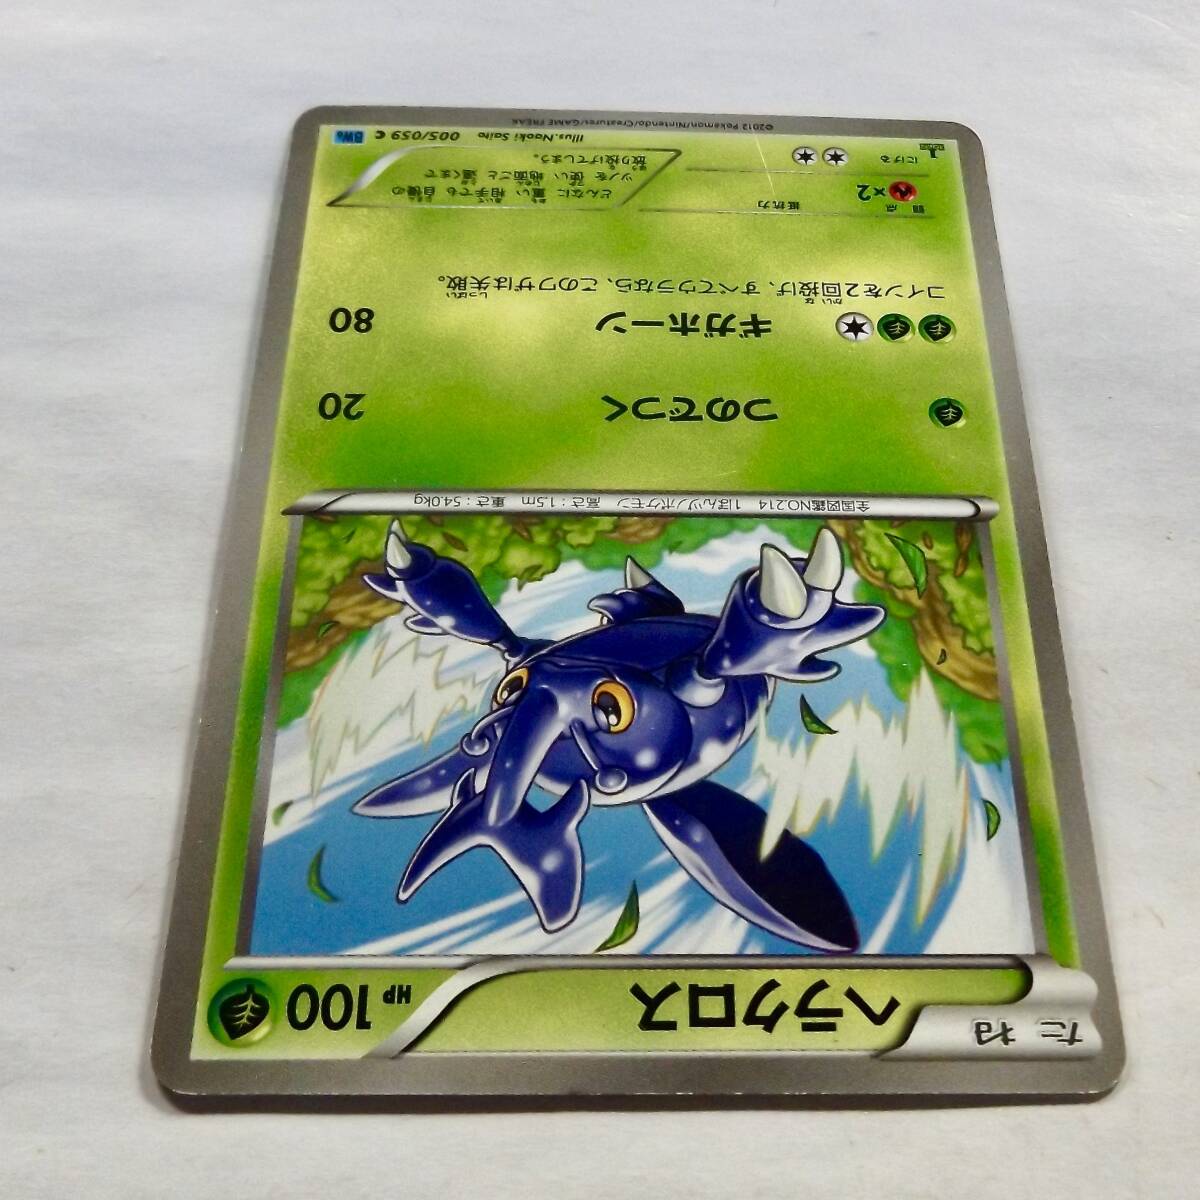 たね
ヘラクロス
HP 100
全国図鑑NO.214 1ぽんツノポケモン 高さ:1.5m 重さ:54.0kg
つのでつく 20
ギガホーン 80
コインを2回投げ、すべてウラなら、このワザは失敗。
弱点 抵抗力
×2
にげる
どんなに 重い 相手でも 自慢の
ツノを 使い 地面ごと 遠くまで
放り投げてしまう。
Illus. Naoki Saito BW6 005/059 C
©2012 Pokémon/Nintendo/Creatures/GAME FREAK